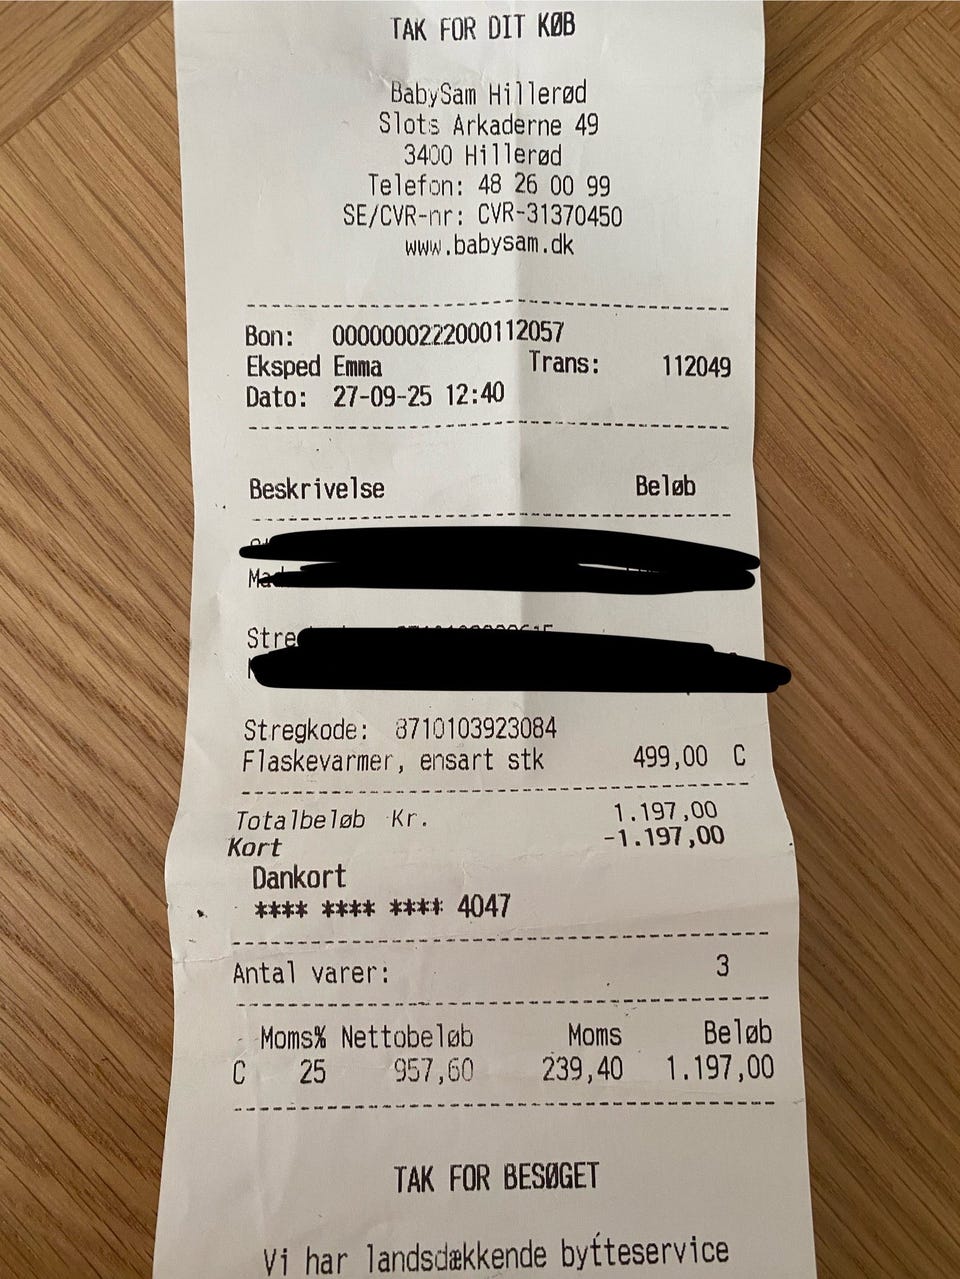 TAK FOR DIT KØB
BabySam Hillerød
Slots Arkaderne 49
3400 Hillerød
Telefon: 48 26 00 99
SE/CVR-nr: CVR-31370450
www.babysam.dk
Bon: 0000000222000112057
Eksped Emma Trans: 112049
Dato: 27-09-25 12:40
Beskrivelse Beløb
Stregkode: 8710103923084
Flaskevarmer, ensart stk 499,00 C
Totalbeløb Kr. 1.197,00
Kort -1.197,00
Dankort
**** **** **** 4047
Antal varer: 3
Moms% Nettobeløb Moms Beløb
C 25 957,60 239,40 1.197,00
TAK FOR BESØGET
Vi har landsdækkende bytteservice